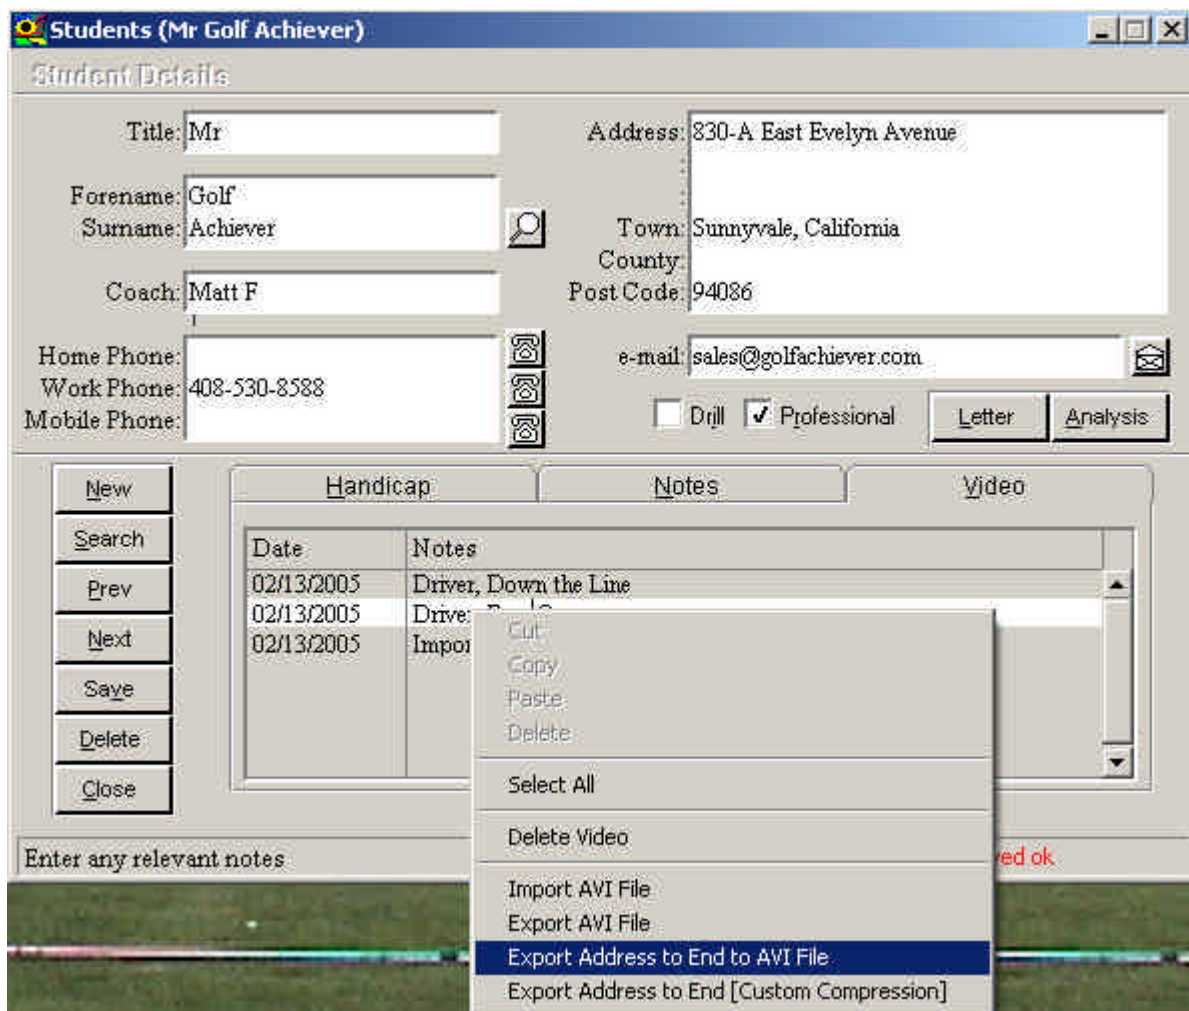 Students (Mr Golf Achiever)
Student Details
Title: Mr
Forename: Golf
Surname: Achiever
Coach: Matt F
Home Phone:
Work Phone: 408-530-8588
Mobile Phone:
Address: 830-A East Evelyn Avenue
:
:
Town: Sunnyvale, California
County:
Post Code: 94086
e-mail: sales@golfachiever.com
Drill Professional Letter Analysis
New
Search
Prev
Next
Save
Delete
Close
Handicap Notes Video
Date Notes
02/13/2005 Driver, Down the Line
02/13/2005 Driver,
02/13/2005 Impor
Cut
Copy
Paste
Delete
Select All
Delete Video
Import AVI File
Export AVI File
Export Address to End to AVI File
Export Address to End [Custom Compression]
Enter any relevant notes ved ok